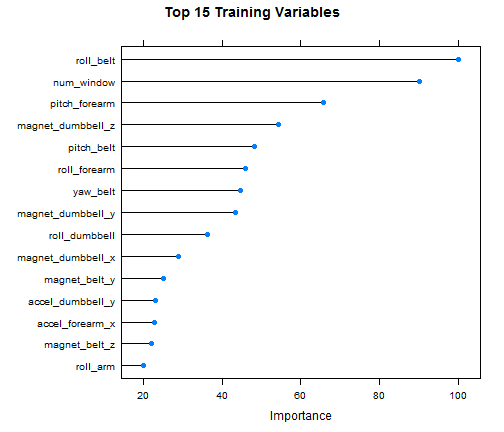 Top 15 Training Variables
roll_belt
num_window
pitch_forearm
magnet_dumbbell_z
pitch_belt
roll_forearm
yaw_belt
magnet_dumbbell_y
roll_dumbbell
magnet_dumbbell_x
magnet_belt_y
accel_dumbbell_y
accel_forearm_x
magnet_belt_z
roll_arm
20 40 60 80 100
Importance